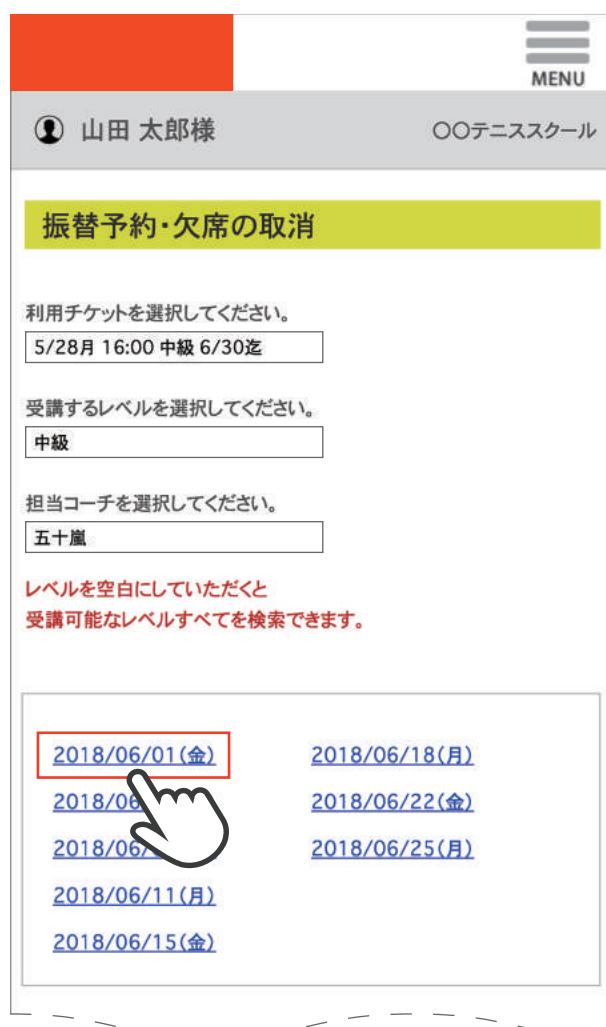 MENU
山田 太郎様
〇〇テニススクール
振替予約・欠席の取消
利用チケットを選択してください。
5/28月 16:00 中級 6/30迄
受講するレベルを選択してください。
中級
担当コーチを選択してください。
五十嵐
レベルを空白にしていただくと
受講可能なレベルすべてを検索できます。
2018/06/01(金)
2018/06
2018/06/
2018/06/11(月)
2018/06/15(金)
2018/06/18(月)
2018/06/22(金)
2018/06/25(月)